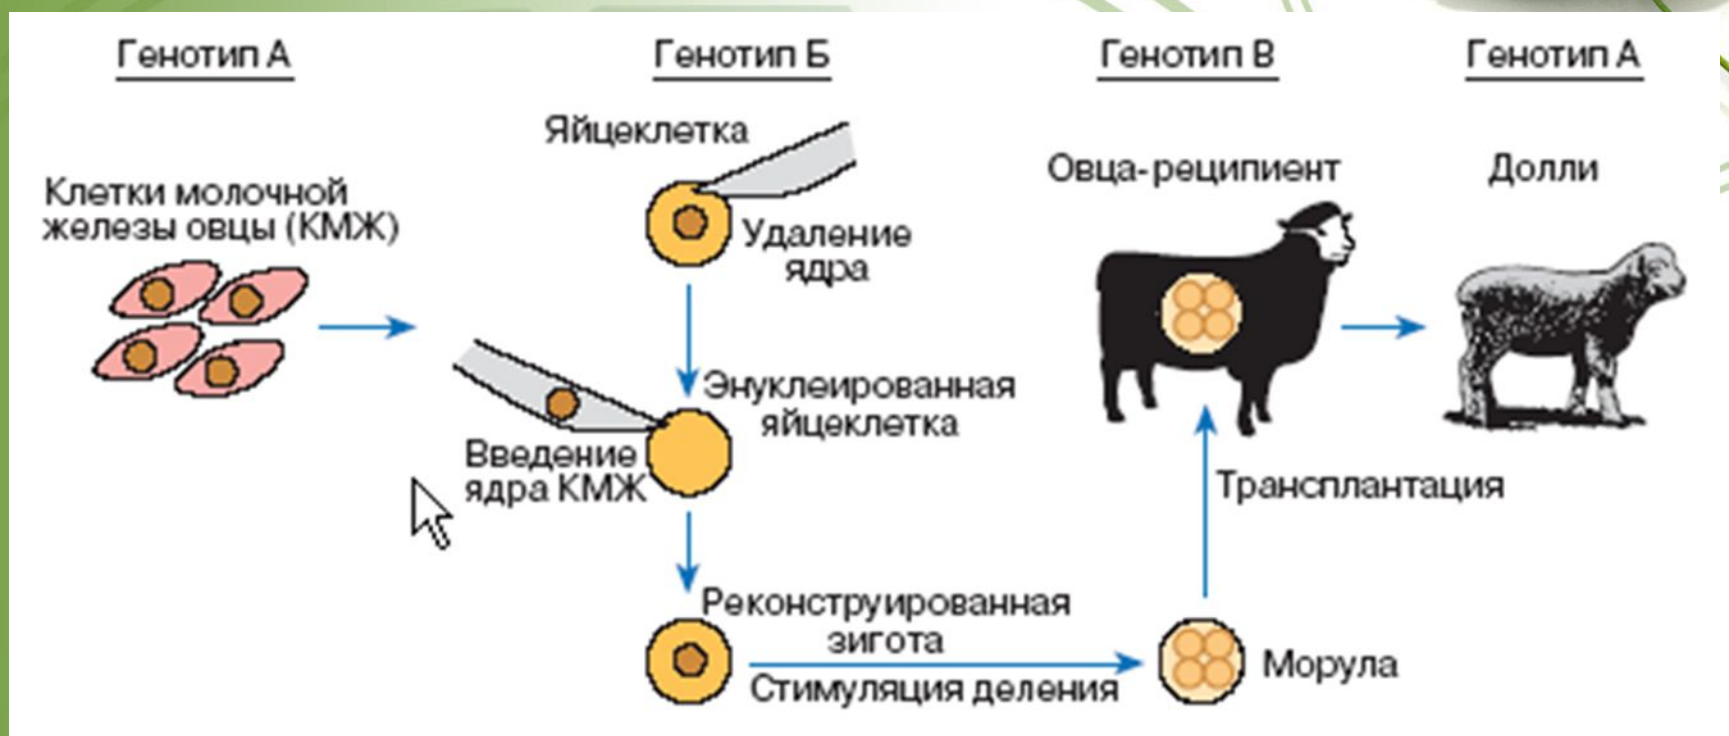 Генотип А
Генотип Б
Генотип В
Генотип А
Яйцеклетка
Овца-реципиент
Долли
Клетки молочной
железы овцы (КМЖ)
Удаление
ядра
Энуклеированная
яйцеклетка
Введение
ядра КМЖ
Трансплантация
Реконструированная
зигота
Стимуляция деления
Морула